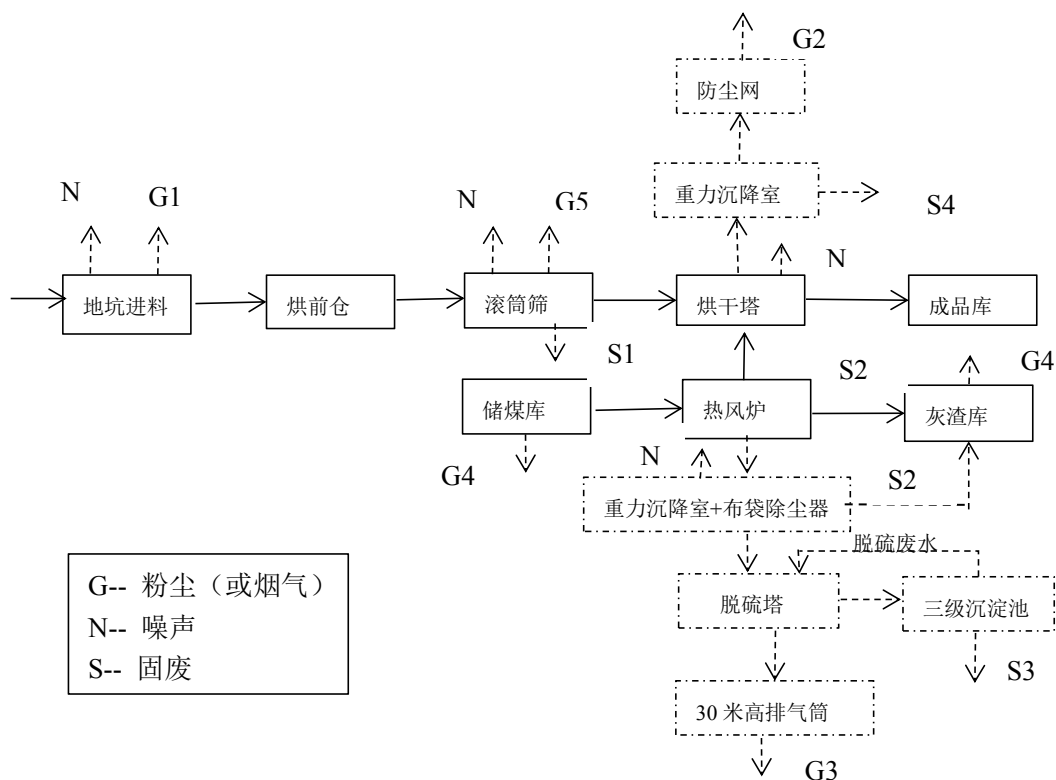 G2
防尘网
重力沉降室
S4
N
G1
N
G5
N
地坑进料
烘前仓
滚筒筛
烘干塔
成品库
S1
S2
G4
储煤库
热风炉
灰渣库
G4
N
S2
重力沉降室+布袋除尘器
脱硫废水
脱硫塔
三级沉淀池
S3
30 米高排气筒
G3
G-- 粉尘（或烟气）
N-- 噪声
S-- 固废